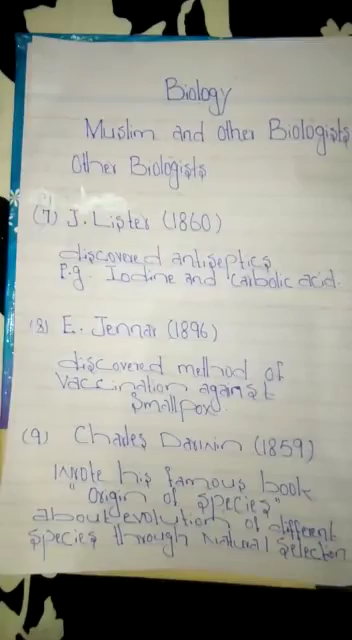 Biology
Muslim and other Biologists
Other Biologists
(7) J. Lister (1860)
discovered antiseptics
E.g. Iodine and Carbolic acid.
(8) E. Jennar (1896)
discovered method of
vaccination against
Smallpox.
(9) Charles Darwin (1859)
Wrote his famous book
"Origin of Species"
about evolution of different
species through Natural Selection